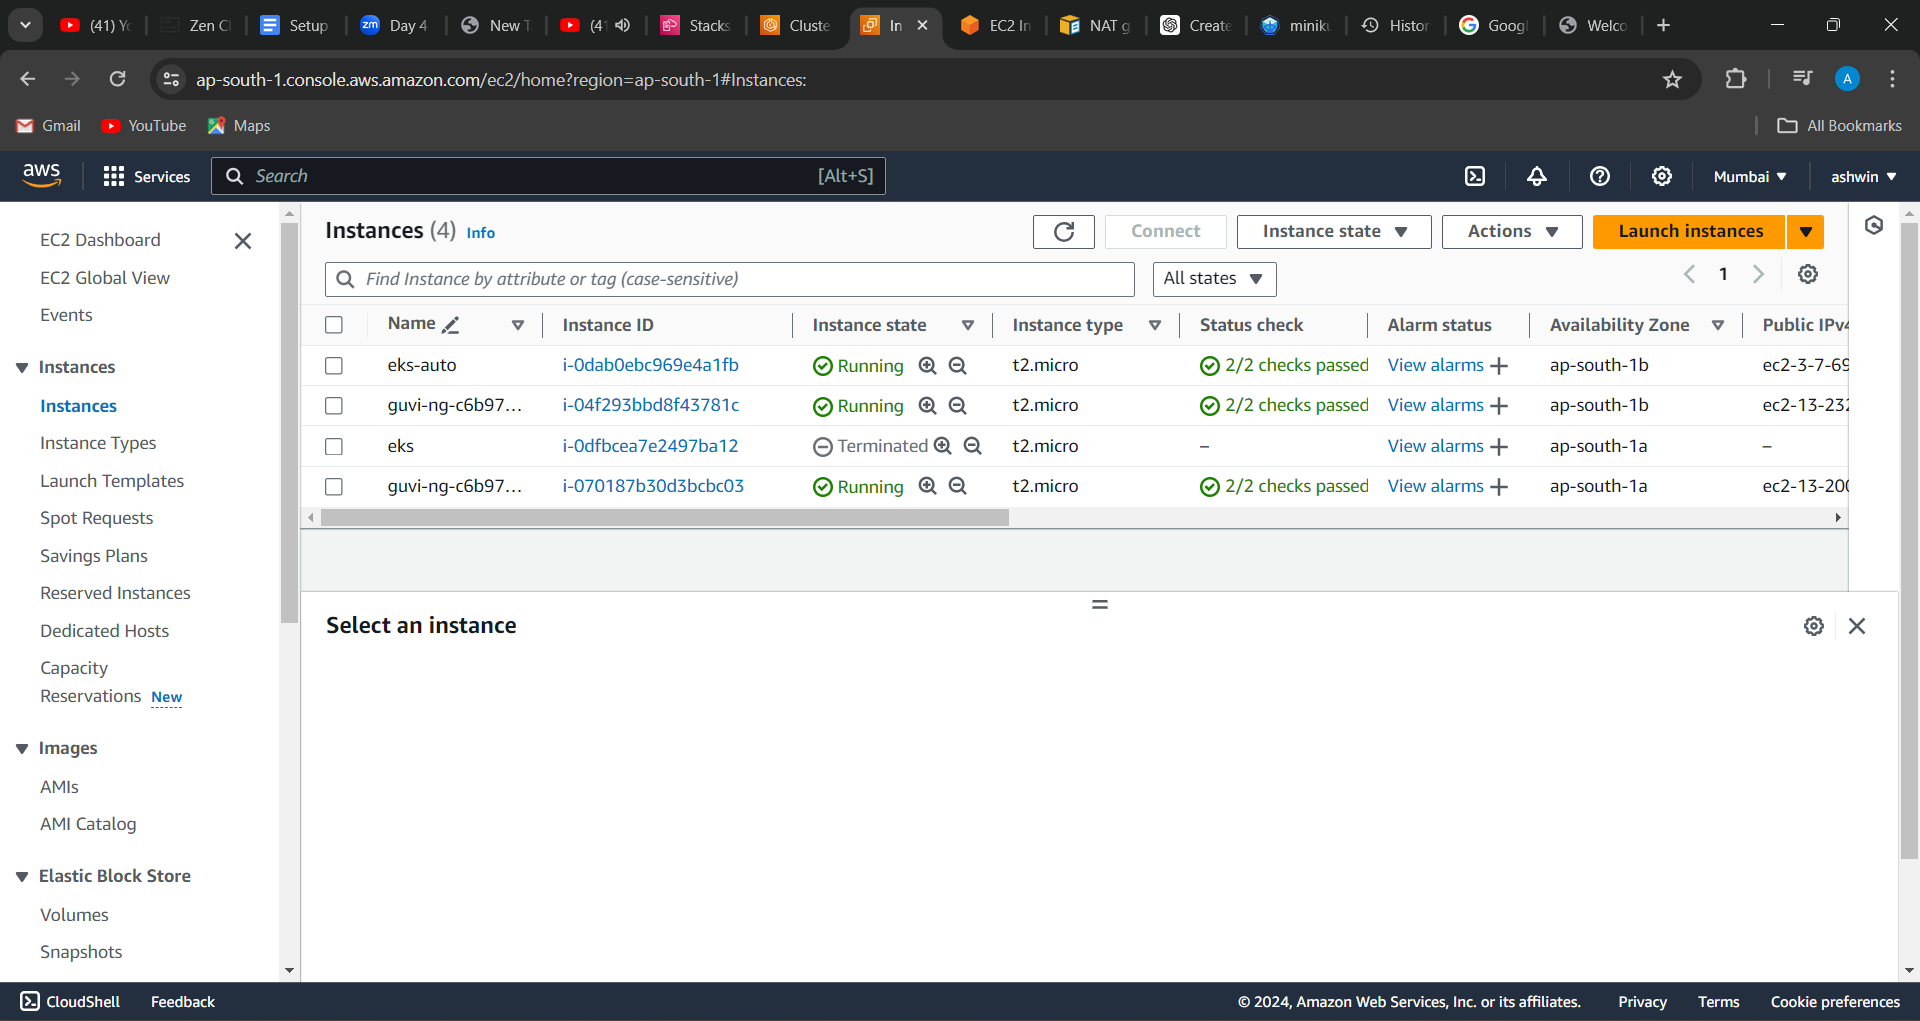 (41) Yo
Zen Cl
Setup
zm
Day 4
New T
(41
Stacks
Cluste
In
EC2 In
NAT g
Create
minik
Histor
Googl
Welco
ap-south-1.console.aws.amazon.com/ec2/home?region=ap-south-1#Instances:
A
Gmail
YouTube
Maps
All Bookmarks
aws
Services
Search
[Alt+S]
Mumbai
ashwin
EC2 Dashboard
EC2 Global View
Events
Instances
Instances
Instance Types
Launch Templates
Spot Requests
Savings Plans
Reserved Instances
Dedicated Hosts
Capacity
Reservations New
Images
AMIs
AMI Catalog
Elastic Block Store
Volumes
Snapshots
Instances (4) Info
Connect
Instance state
Actions
Launch instances
Find Instance by attribute or tag (case-sensitive)
All states
1
Name Instance ID Instance state Instance type Status check Alarm status Availability Zone Public IPv4
eks-auto i-0dab0ebc969e4a1fb Running t2.micro 2/2 checks passed View alarms + ap-south-1b ec2-3-7-69
guvi-ng-c6b97... i-04f293bbd8f43781c Running t2.micro 2/2 checks passed View alarms + ap-south-1b ec2-13-232
eks i-0dfbcea7e2497ba12 Terminated t2.micro – View alarms + ap-south-1a –
guvi-ng-c6b97... i-070187b30d3bcbc03 Running t2.micro 2/2 checks passed View alarms + ap-south-1a ec2-13-200
Select an instance
CloudShell
Feedback
© 2024, Amazon Web Services, Inc. or its affiliates.
Privacy
Terms
Cookie preferences